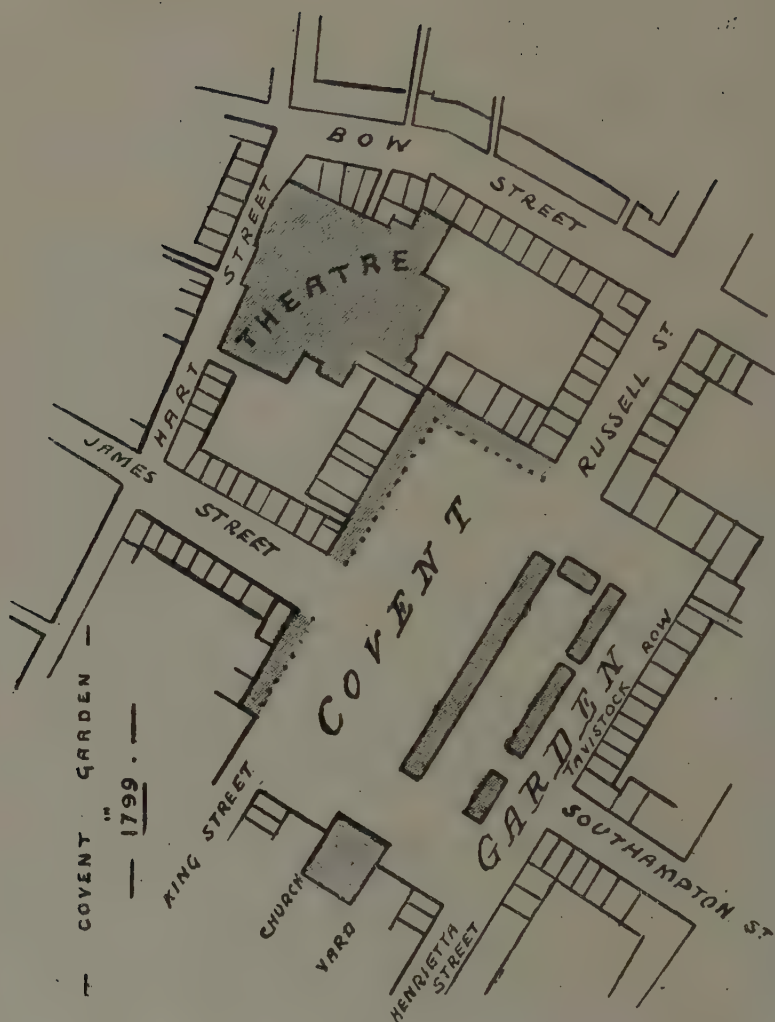 BOW
STREET
HART STREET
THEATRE
RUSSELL ST.
JAMES
STREET
COVENT
GARDEN
TAVISTOCK ROW
KING STREET
CHURCH
YARD
HENRIETTA
STREET
SOUTHAMPTON ST.
— COVENT GARDEN —
IN
— 1799. —